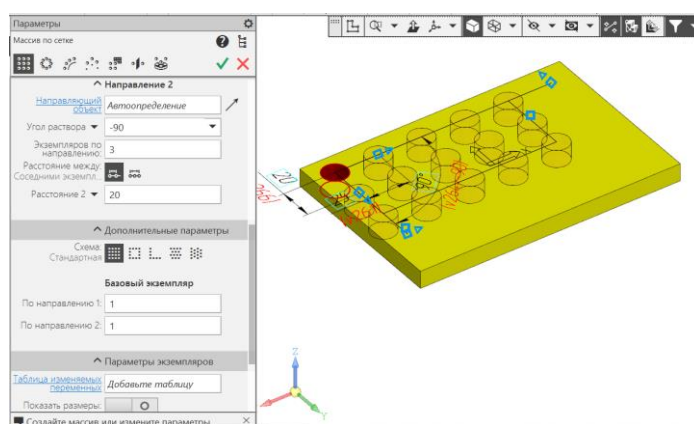 Параметры
Массив по сетке
Направление 2
Направляющий объект
Автоопределение
Угол раствора
-90
Экземпляров по направлению:
3
Расстояние между:
Соседними экземпл.
Расстояние 2
20
Дополнительные параметры
Схема:
Стандартная
Базовый экземпляр
По направлению 1:
1
По направлению 2:
1
Параметры экземпляров
Таблица изменяемых переменных
Добавьте таблицу
Показать размеры:
Создайте массив или измените параметры
Z
Y